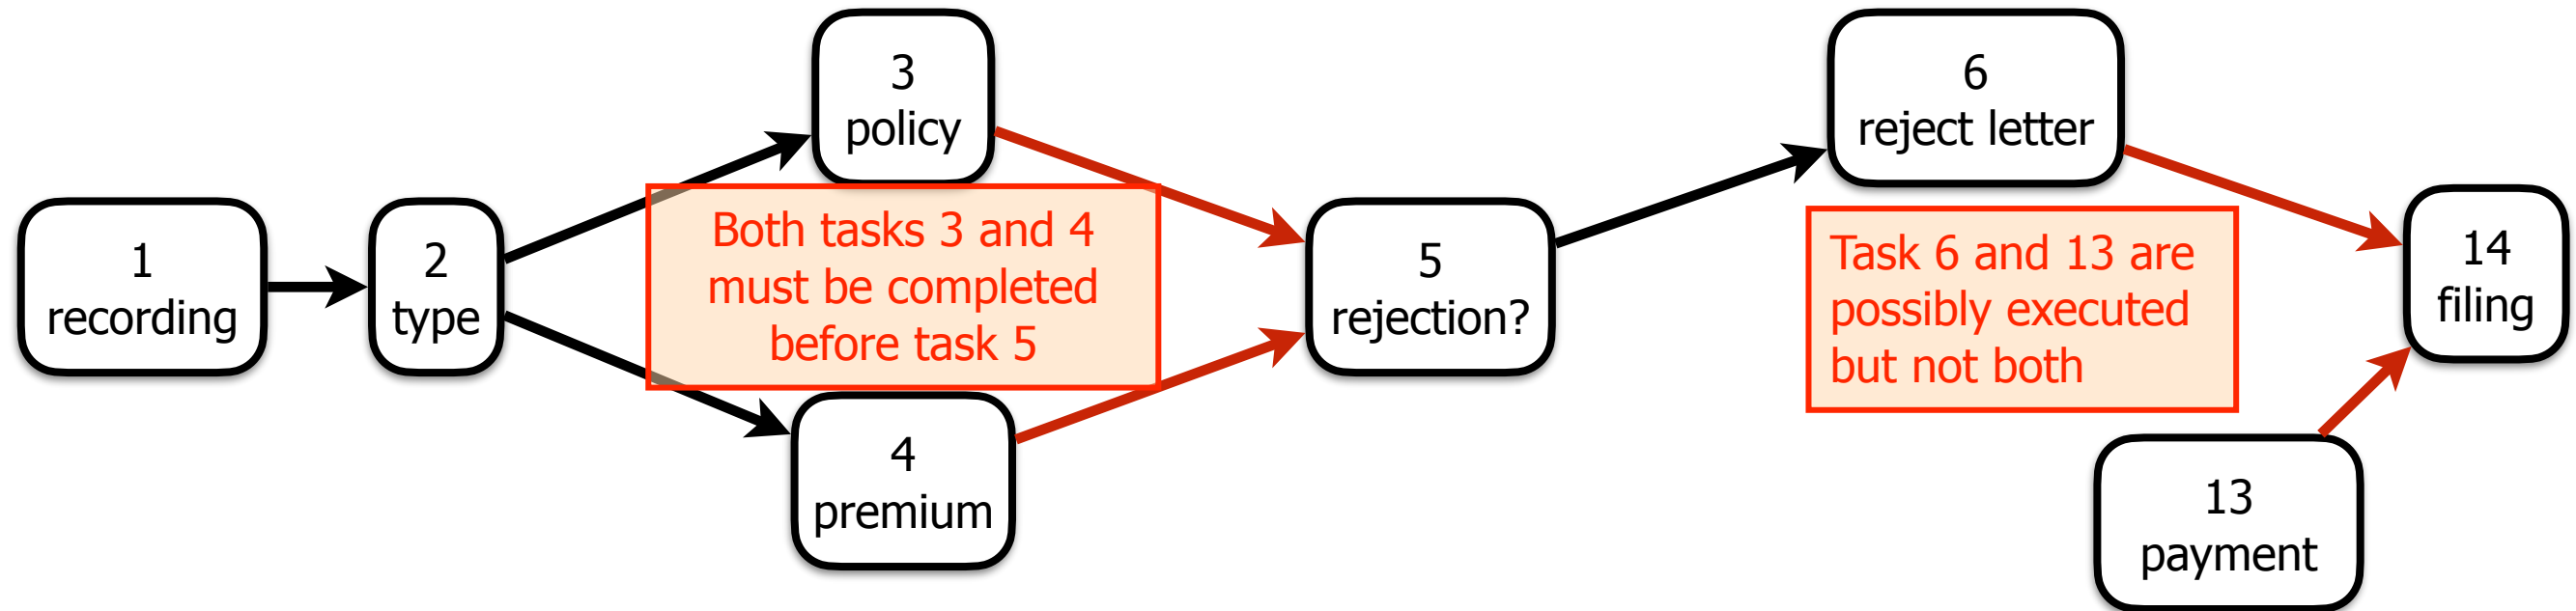 1
recording
2
type
3
policy
Both tasks 3 and 4
must be completed
before task 5
4
premium
5
rejection?
6
reject letter
Task 6 and 13 are
possibly executed
but not both
13
payment
14
filing